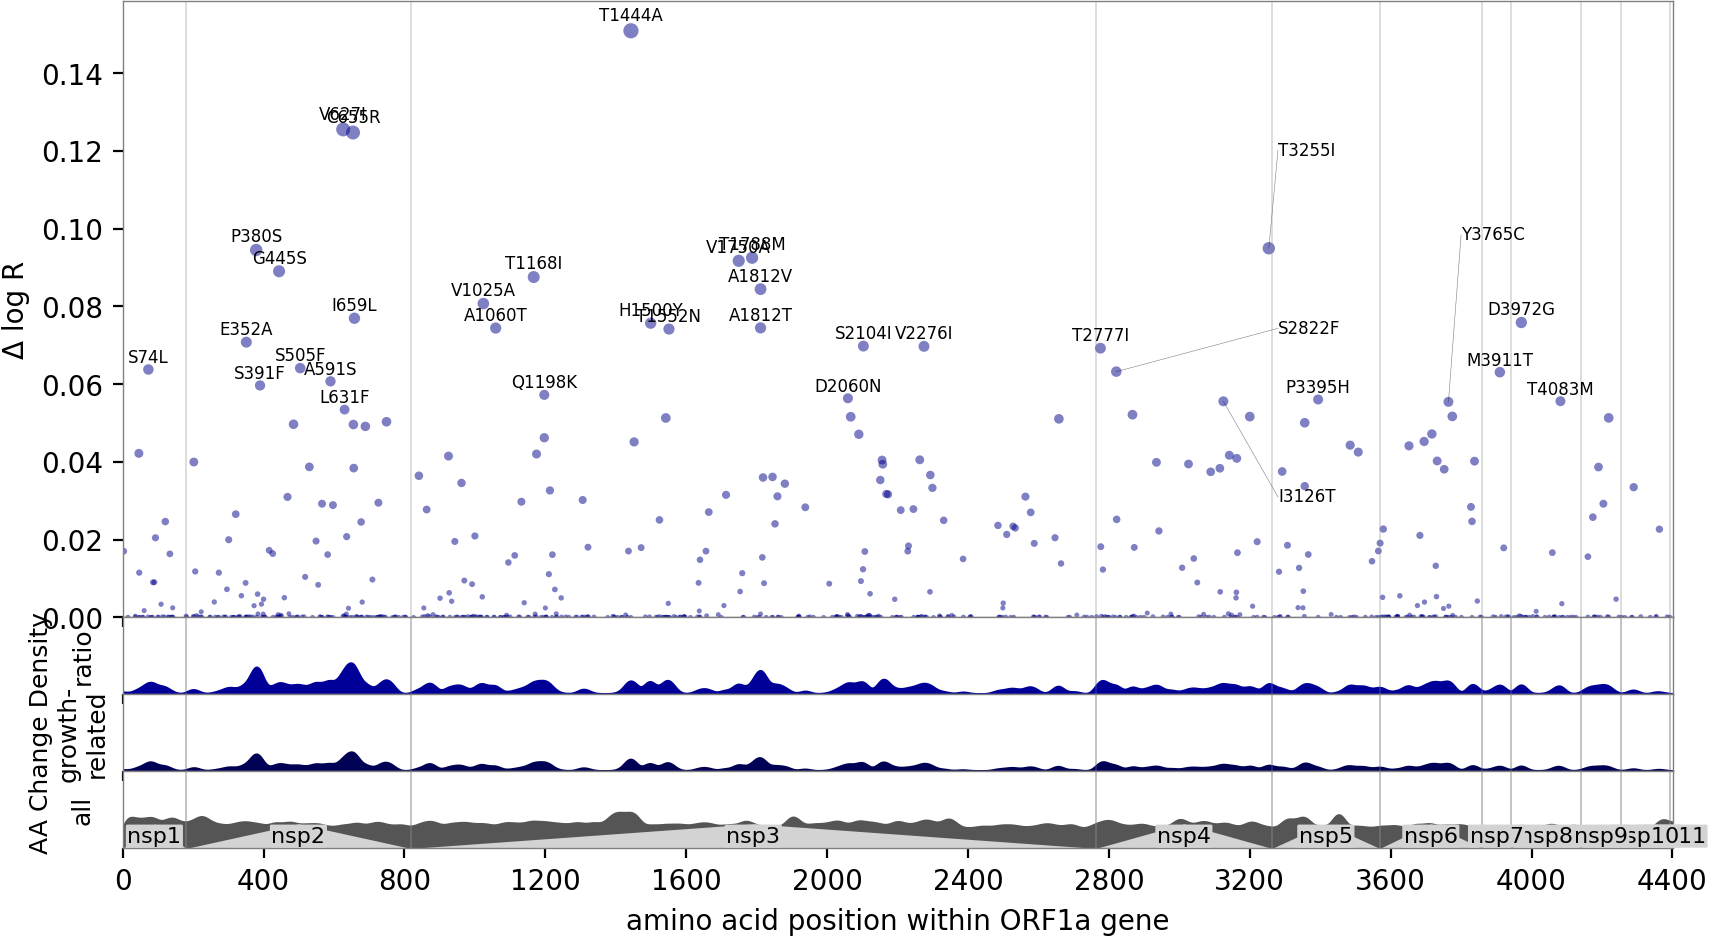 T1444A
0.14
V627I
C655R
0.12
T3255I
0.10
P380S
G445S
T1168I
V1750A
T1788M
A1812V
Y3765C
Δ log R
0.08
I659L
V1025A
A1060T
H1500Y
T1552N
A1812T
D3972G
E352A
S2104I
V2276I
T2777I
S2822F
S74L
S505F
S391F
A591S
M3911T
0.06
L631F
Q1198K
D2060N
P3395H
T4083M
0.04
I3126T
0.02
0.00
AA Change Density
ratio
growth-
related
all
nsp1
nsp2
nsp3
nsp4
nsp5
nsp6
nsp7
nsp8
nsp9
sp1011
0 400 800 1200 1600 2000 2400 2800 3200 3600 4000 4400
amino acid position within ORF1a gene